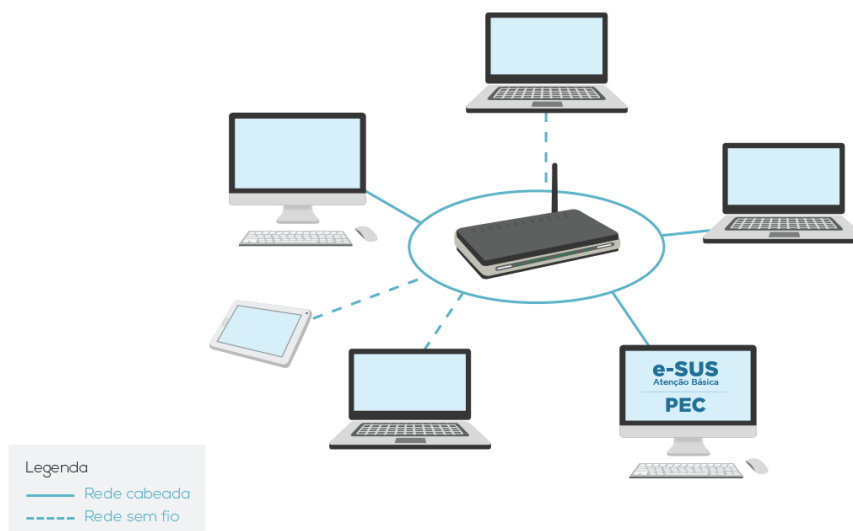 e-SUS
Atenção Básica
PEC
Legenda
Rede cabeada
Rede sem fio